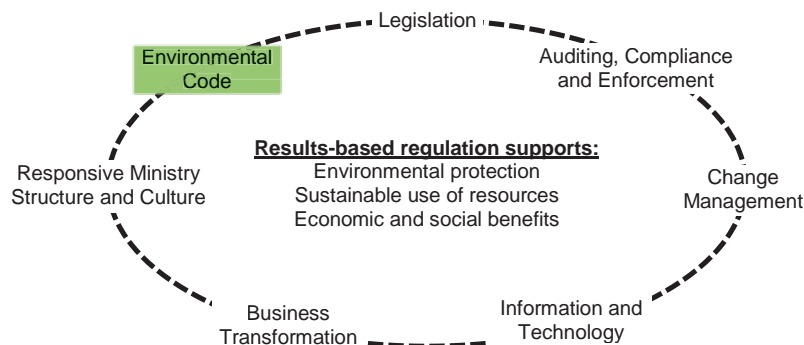 Legislation
Environmental
Code
Auditing, Compliance
and Enforcement
Results-based regulation supports:
Environmental protection
Sustainable use of resources
Economic and social benefits
Responsive Ministry
Structure and Culture
Change
Management
Business
Transformation
Information and
Technology